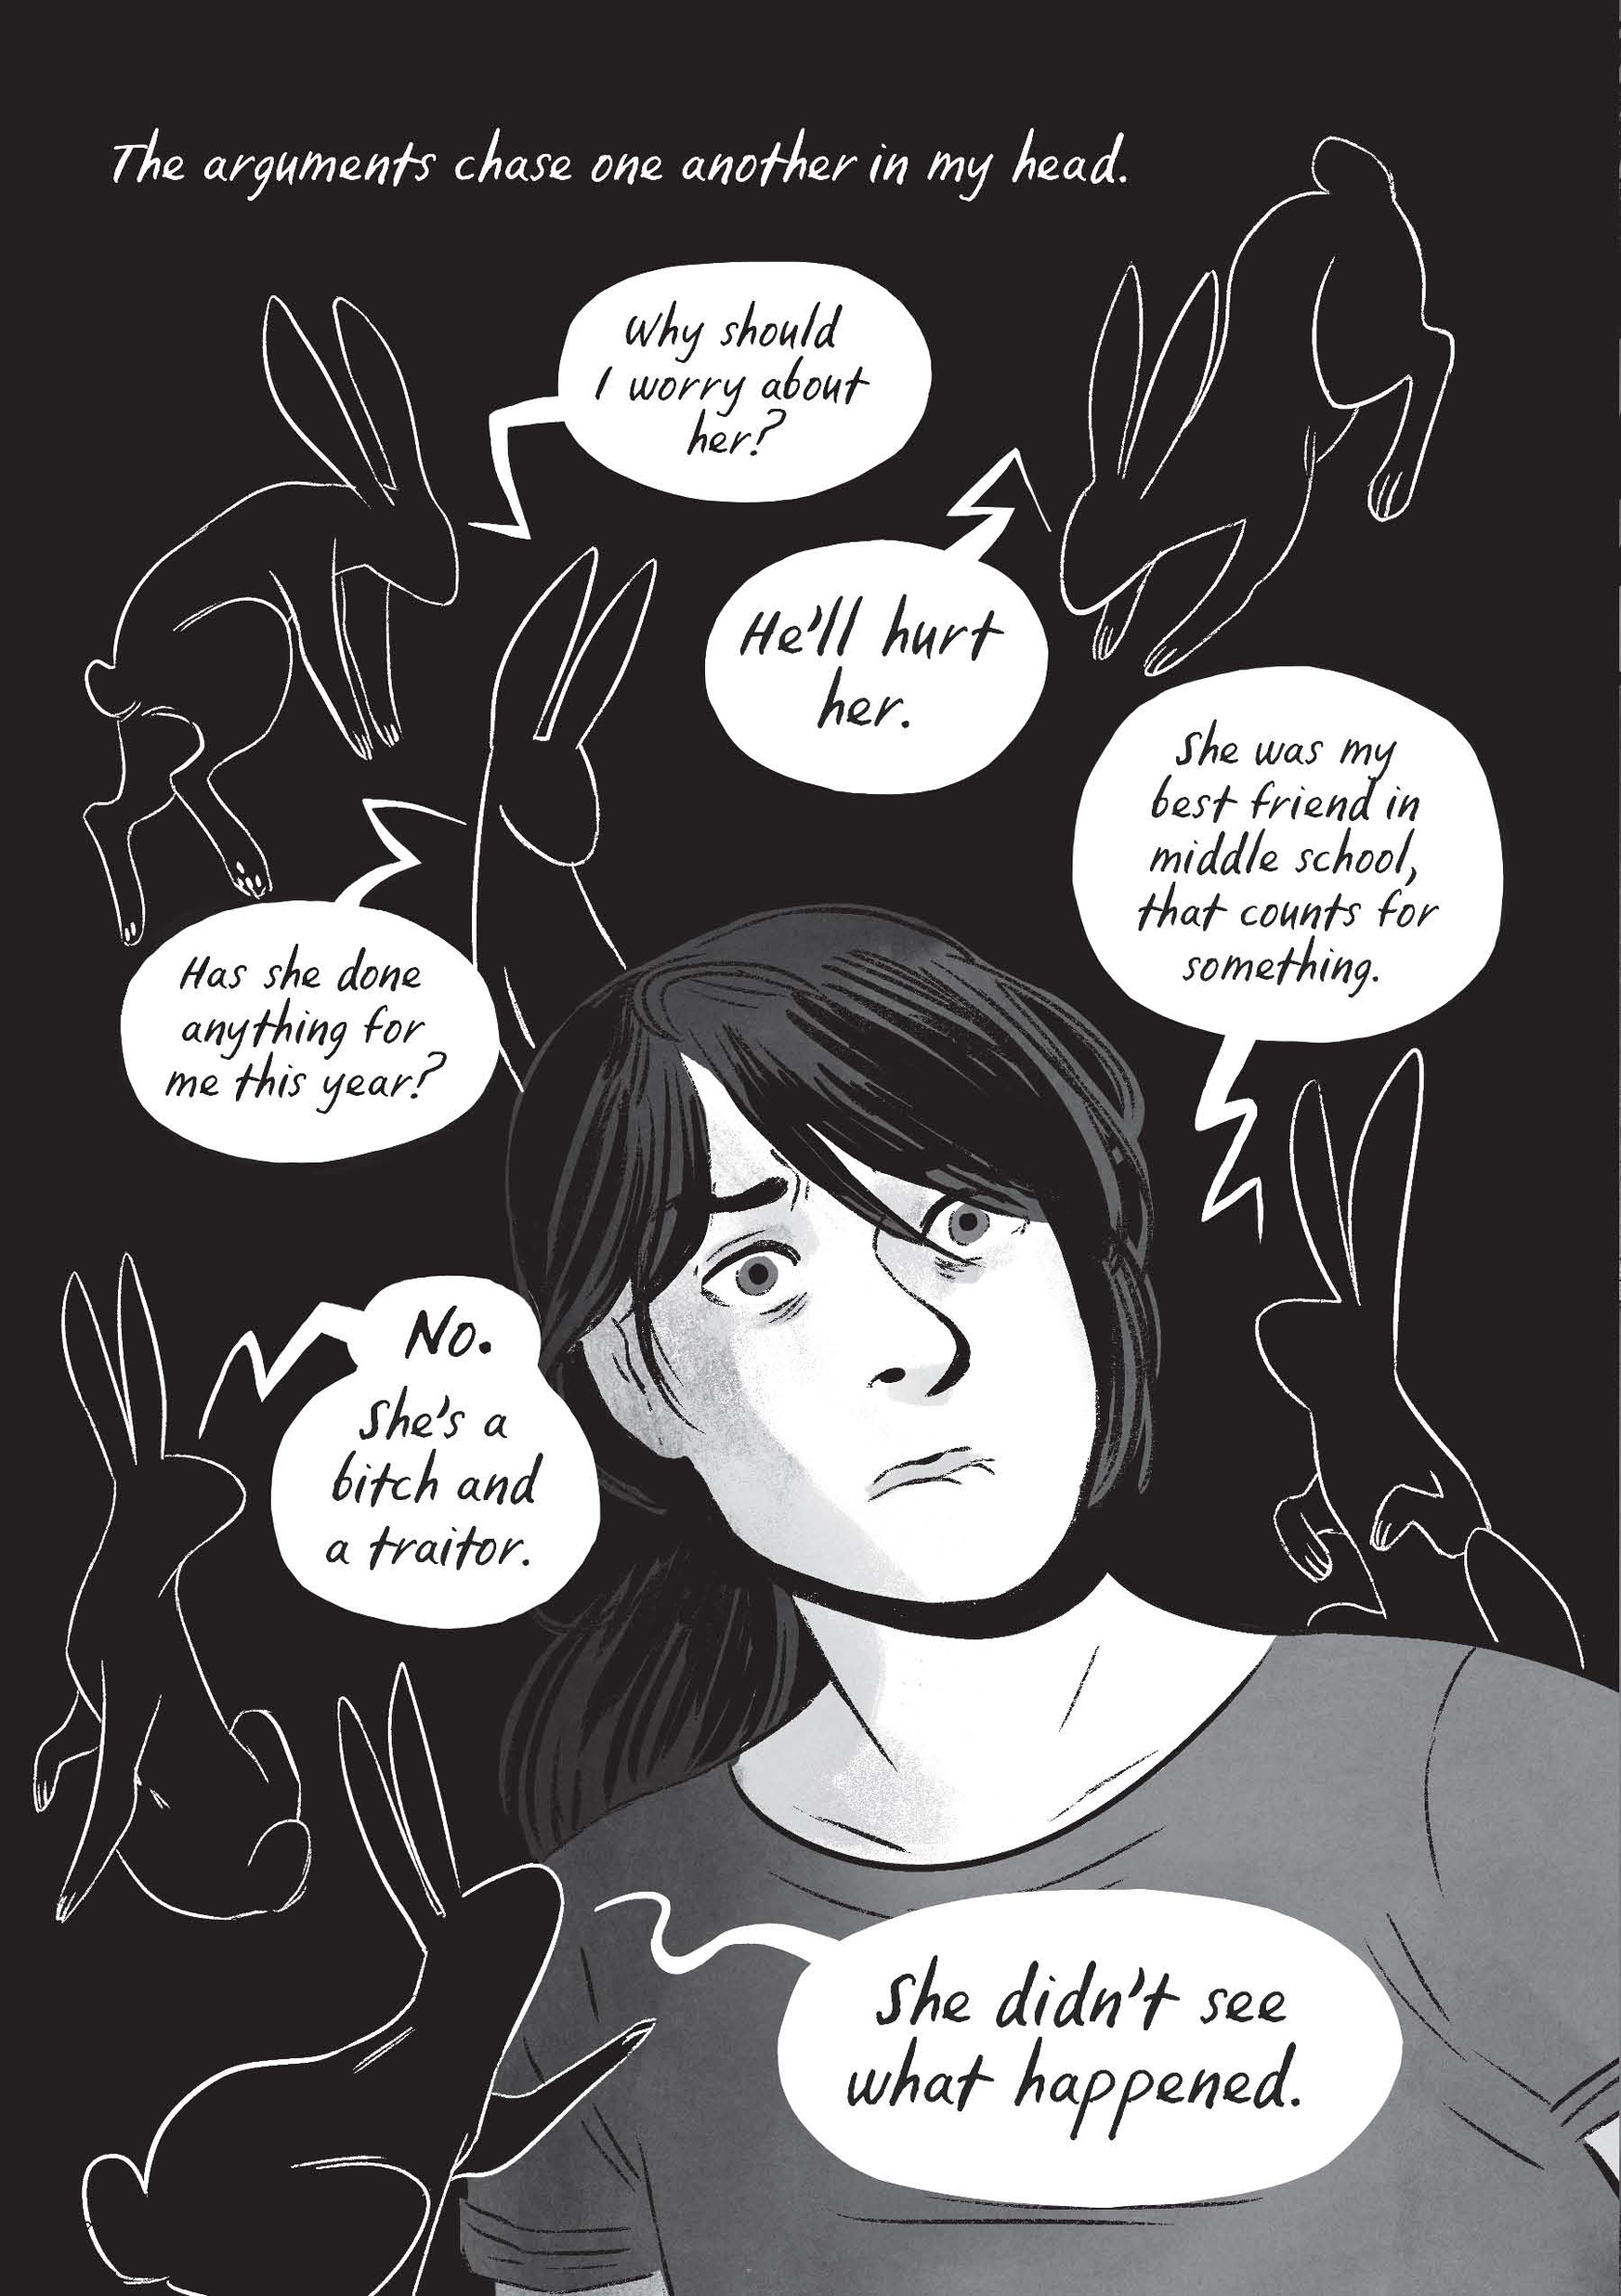 The arguments chase one another in my head.
Why should
I worry about
her?
He'll hurt
her.
She was my
best friend in
middle school,
that counts for
something.
Has she done
anything for
me this year?
No.
She's a
bitch and
a traitor.
She didn't see
what happened.